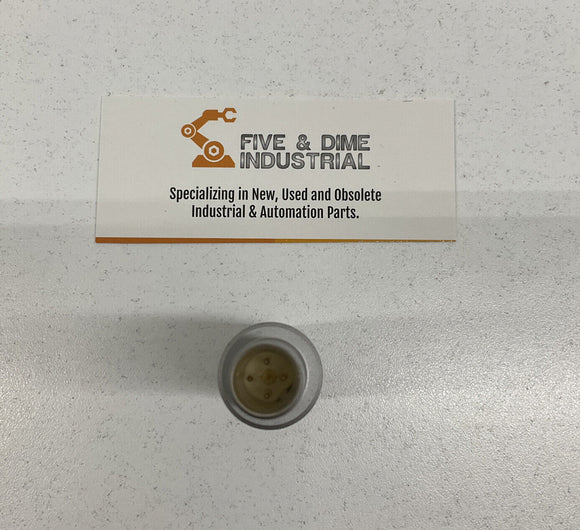 FIVE & DIME
INDUSTRIAL
Specializing in New, Used and Obsolete
Industrial & Automation Parts.